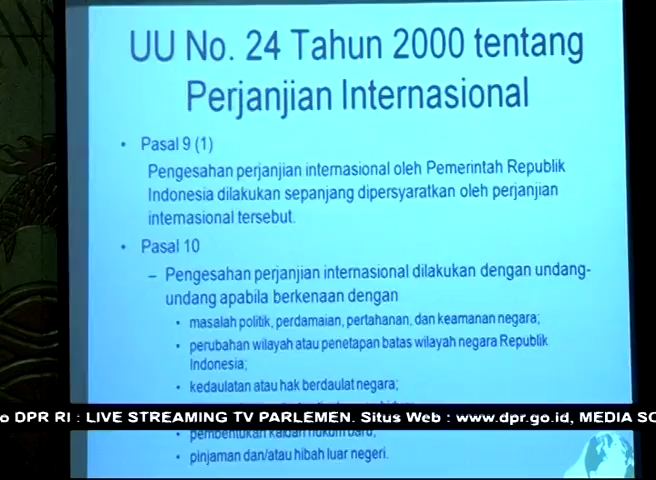 UU No. 24 Tahun 2000 tentang
Perjanjian Internasional
• Pasal 9 (1)
Pengesahan perjanjian internasional oleh Pemerintah Republik
Indonesia dilakukan sepanjang dipersyaratkan oleh perjanjian
internasional tersebut.
• Pasal 10
– Pengesahan perjanjian internasional dilakukan dengan undang-
undang apabila berkenaan dengan
• masalah politik, perdamaian, pertahanan, dan keamanan negara;
• perubahan wilayah atau penetapan batas wilayah negara Republik
Indonesia;
• kedaulatan atau hak berdaulat negara;
o DPR RI : LIVE STREAMING TV PARLEMEN. Situs Web : www.dpr.go.id, MEDIA SO
• pembentukan kaidah hukum baru;
• pinjaman dan/atau hibah luar negeri.